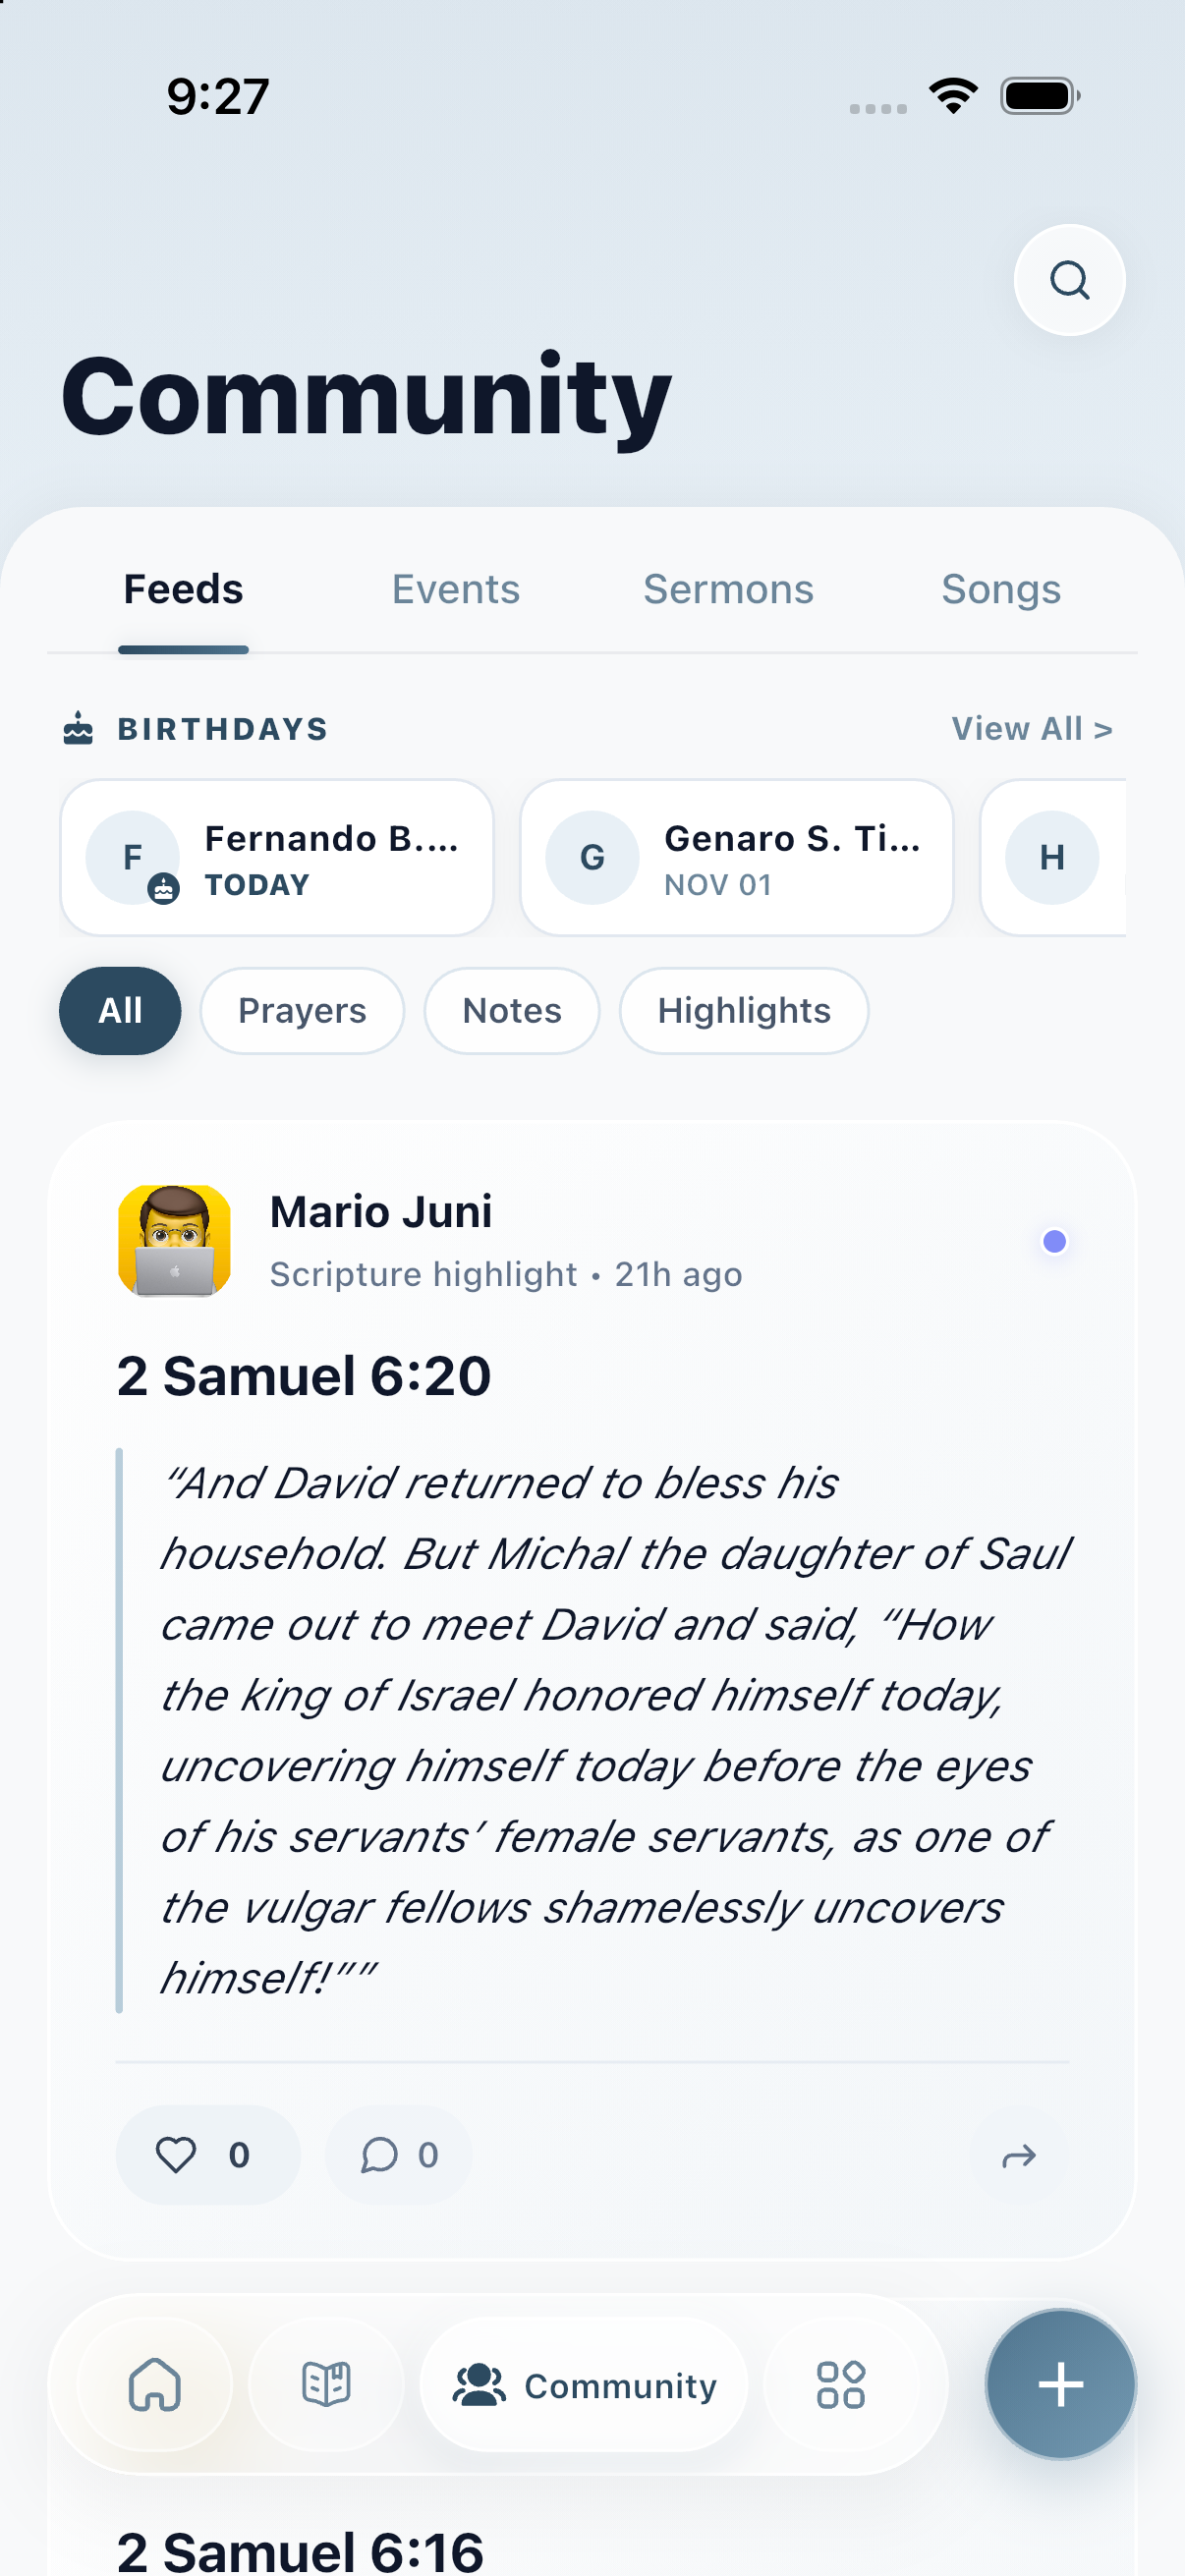 9:27
Community
Feeds Events Sermons Songs
BIRTHDAYS View All >
F Fernando B.... TODAY
G Genaro S. Ti... NOV 01
H
All Prayers Notes Highlights
Mario Juni
Scripture highlight • 21h ago
2 Samuel 6:20
“And David returned to bless his
household. But Michal the daughter of Saul
came out to meet David and said, “How
the king of Israel honored himself today,
uncovering himself today before the eyes
of his servants’ female servants, as one of
the vulgar fellows shamelessly uncovers
himself!””
0 0
Community
2 Samuel 6:16